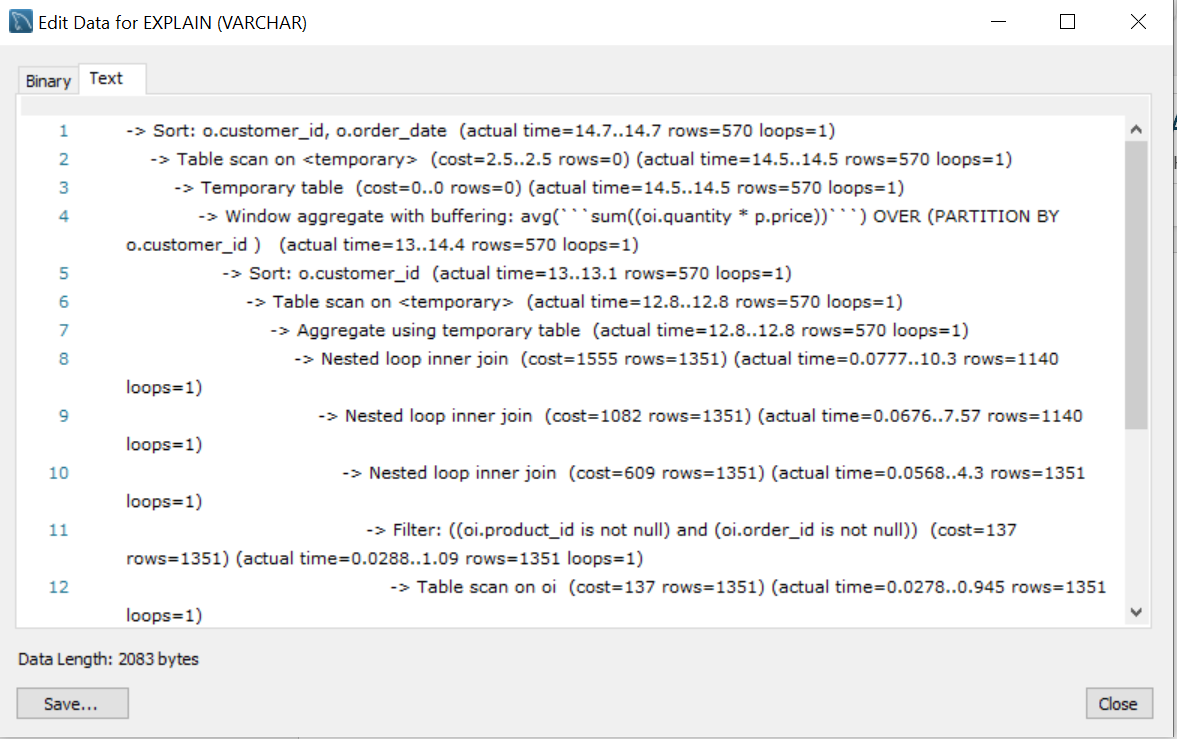 Edit Data for EXPLAIN (VARCHAR)
Binary
Text
1 -> Sort: o.customer_id, o.order_date  (actual time=14.7..14.7 rows=570 loops=1)
2 -> Table scan on <temporary>  (cost=2.5..2.5 rows=0) (actual time=14.5..14.5 rows=570 loops=1)
3 -> Temporary table  (cost=0..0 rows=0) (actual time=14.5..14.5 rows=570 loops=1)
4 -> Window aggregate with buffering: avg(```sum((oi.quantity * p.price))```) OVER (PARTITION BY
o.customer_id )   (actual time=13..14.4 rows=570 loops=1)
5 -> Sort: o.customer_id  (actual time=13..13.1 rows=570 loops=1)
6 -> Table scan on <temporary>  (actual time=12.8..12.8 rows=570 loops=1)
7 -> Aggregate using temporary table  (actual time=12.8..12.8 rows=570 loops=1)
8 -> Nested loop inner join  (cost=1555 rows=1351) (actual time=0.0777..10.3 rows=1140
loops=1)
9 -> Nested loop inner join  (cost=1082 rows=1351) (actual time=0.0676..7.57 rows=1140
loops=1)
10 -> Nested loop inner join  (cost=609 rows=1351) (actual time=0.0568..4.3 rows=1351
loops=1)
11 -> Filter: ((oi.product_id is not null) and (oi.order_id is not null))  (cost=137
rows=1351) (actual time=0.0288..1.09 rows=1351 loops=1)
12 -> Table scan on oi  (cost=137 rows=1351) (actual time=0.0278..0.945 rows=1351
loops=1)
Data Length: 2083 bytes
Save...
Close